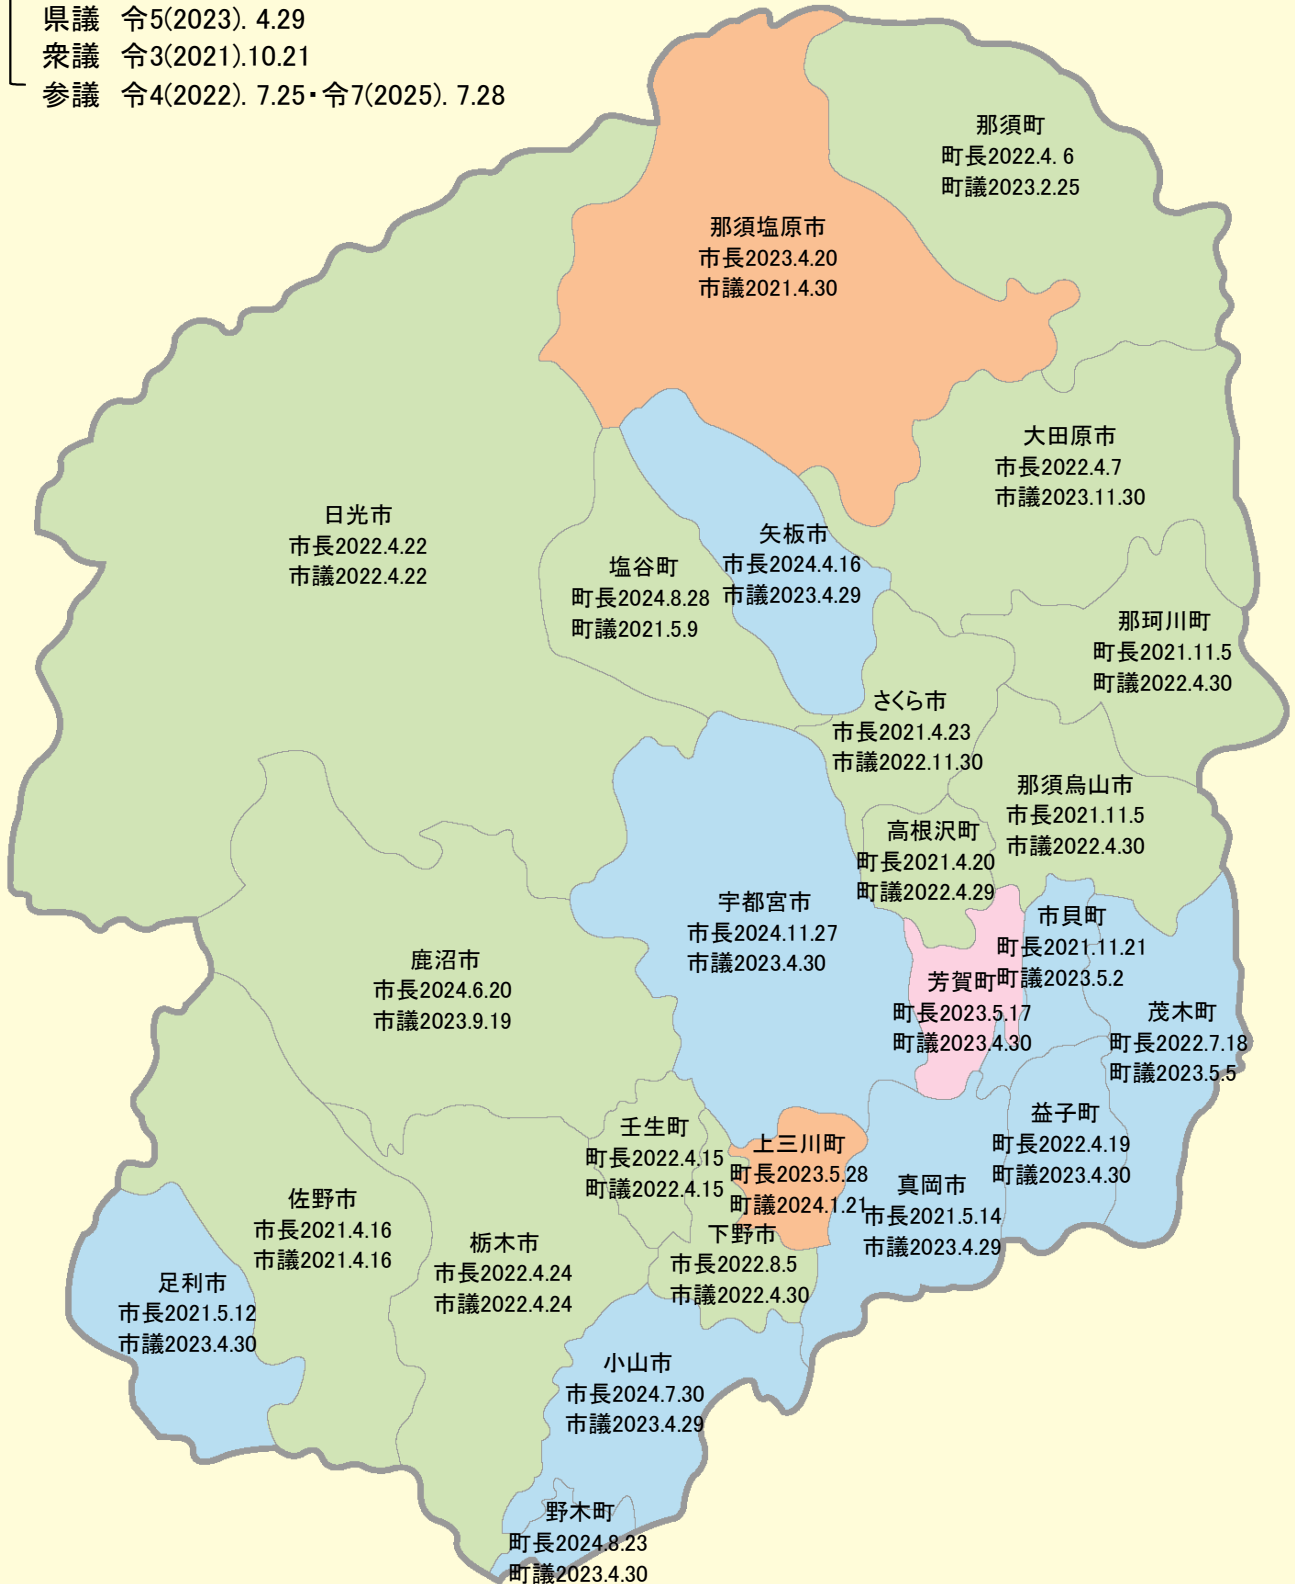 県議 令5(2023). 4.29
衆議 令3(2021).10.21
参議 令4(2022). 7.25・令7(2025). 7.28
那須町
町長2022.4. 6
町議2023.2.25
那須塩原市
市長2023.4.20
市議2021.4.30
大田原市
市長2022.4.7
市議2023.11.30
日光市
市長2022.4.22
市議2022.4.22
矢板市
市長2024.4.16
市議2023.4.29
塩谷町
町長2024.8.28
町議2021.5.9
那珂川町
町長2021.11.5
町議2022.4.30
さくら市
市長2021.4.23
市議2022.11.30
那須烏山市
市長2021.11.5
市議2022.4.30
高根沢町
町長2021.4.20
町議2022.4.29
宇都宮市
市長2024.11.27
市議2023.4.30
市貝町
町長2021.11.21
町議2023.5.2
鹿沼市
市長2024.6.20
市議2023.9.19
芳賀町
町長2023.5.17
町議2023.4.30
茂木町
町長2022.7.18
町議2023.5.5
益子町
町長2022.4.19
町議2023.4.30
壬生町
町長2022.4.15
町議2022.4.15
上三川町
町長2023.5.28
町議2024.1.21
真岡市
市長2021.5.14
市議2023.4.29
佐野市
市長2021.4.16
市議2021.4.16
栃木市
市長2022.4.24
市議2022.4.24
下野市
市長2022.8.5
市議2022.4.30
足利市
市長2021.5.12
市議2023.4.30
小山市
市長2024.7.30
市議2023.4.29
野木町
町長2024.8.23
町議2023.4.30